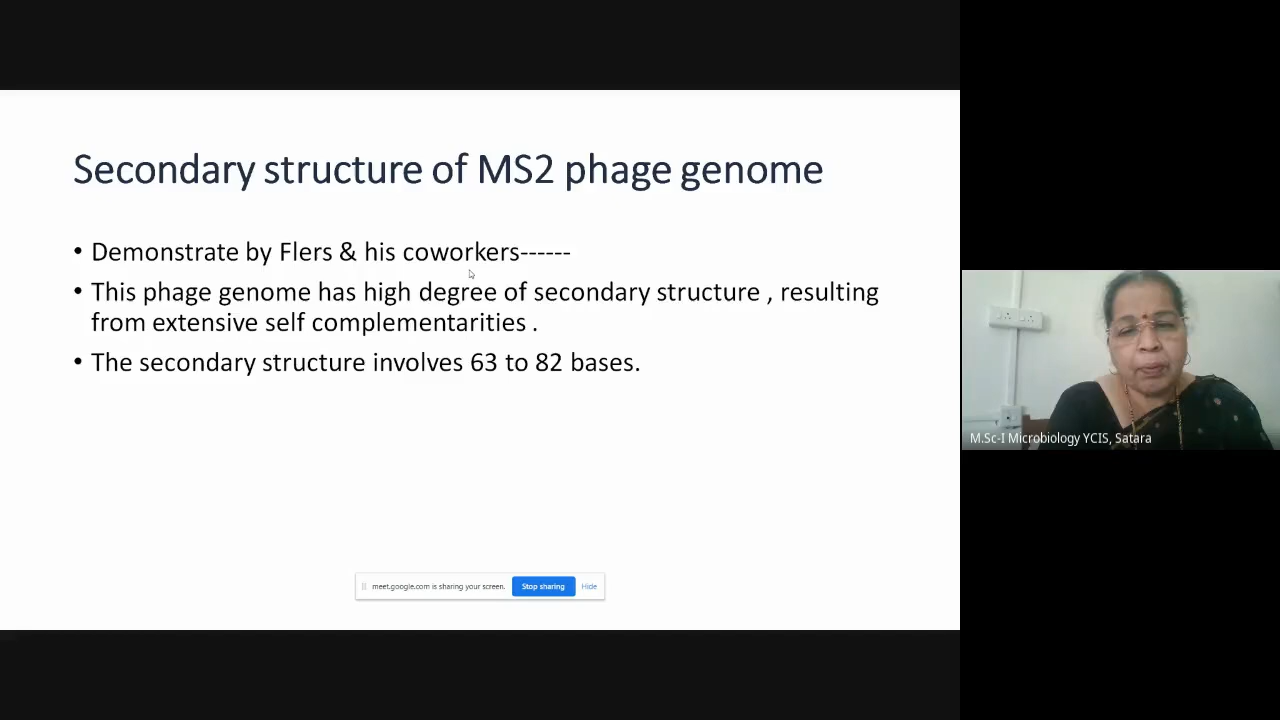 Secondary structure of MS2 phage genome
• Demonstrate by Flers & his coworkers------
• This phage genome has high degree of secondary structure , resulting
from extensive self complementarities .
• The secondary structure involves 63 to 82 bases.
meet.google.com is sharing your screen. Stop sharing Hide
M.Sc-I Microbiology YCIS, Satara